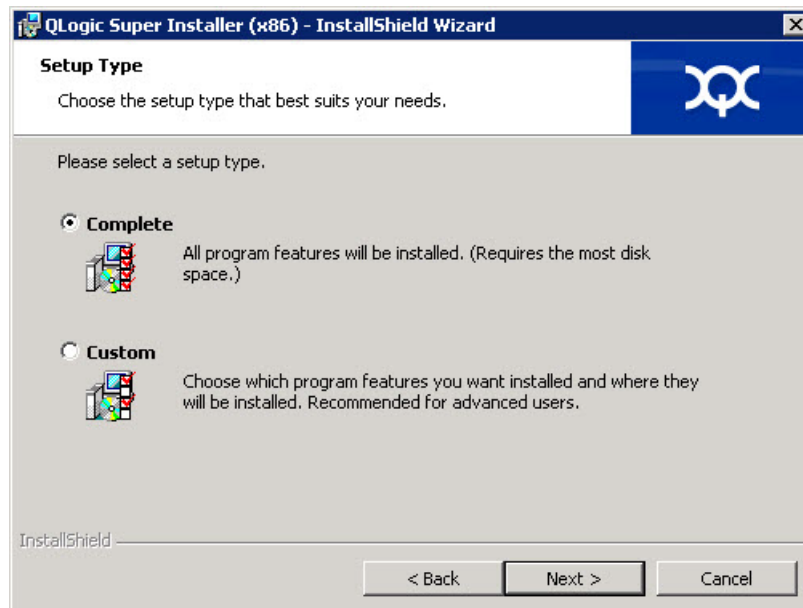 QLogic Super Installer (x86) - InstallShield Wizard
Setup Type
Choose the setup type that best suits your needs.
Please select a setup type.
Complete
All program features will be installed. (Requires the most disk
space.)
Custom
Choose which program features you want installed and where they
will be installed. Recommended for advanced users.
InstallShield
< Back
Next >
Cancel